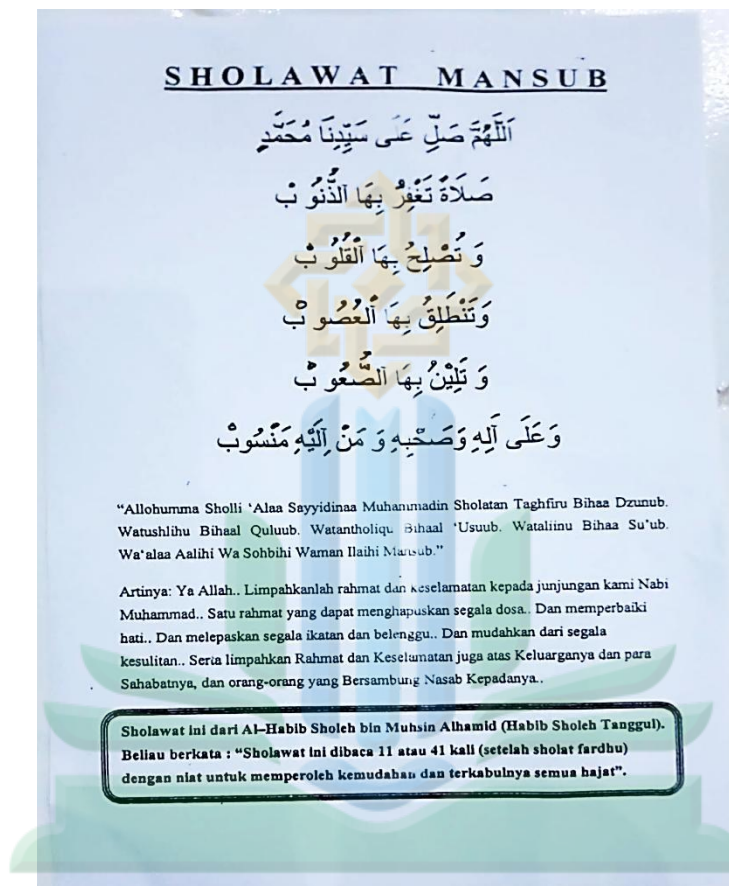 SHOLAWAT MANSUB
اَللّٰهُمَّ صَلِّ عَلَى سَيِّدِنَا مُحَمَّدٍ
صَلَاةً تَغْفِرُ بِهَا الذُّنُوْبْ
وَ تُصْلِحُ بِهَا الْقُلُوْبْ
وَتَنْطَلِقُ بِهَا الْعُصُوْبْ
وَ تَلِيْنُ بِهَا الصُّعُوْبْ
وَعَلَى آلِهِ وَصَحْبِهِ وَ مَنْ اِلَيْهِ مَنْسُوبْ
"Allohumma Sholli 'Alaa Sayyidinaa Muhammadin Sholatan Taghfiru Bihaa Dzunub.
Watushlihu Bihaal Quluub. Watantholiqu Bihaal 'Usuub. Wataliinu Bihaa Su'ub.
Wa'alaa Aalihi Wa Sohbihi Waman Ilaihi Mansub."
Artinya: Ya Allah.. Limpahkanlah rahmat dan keselamatan kepada junjungan kami Nabi
Muhammad.. Satu rahmat yang dapat menghapuskan segala dosa.. Dan memperbaiki
hati.. Dan melepaskan segala ikatan dan belenggu.. Dan mudahkan dari segala
kesulitan.. Serta limpahkan Rahmat dan Keselamatan juga atas Keluarganya dan para
Sahabatnya, dan orang-orang yang Bersambung Nasab Kepadanya..
Sholawat ini dari Al–Habib Sholeh bin Muhsin Alhamid (Habib Sholeh Tanggul).
Beliau berkata : "Sholawat ini dibaca 11 atau 41 kali (setelah sholat fardhu)
dengan niat untuk memperoleh kemudahan dan terkabulnya semua hajat".